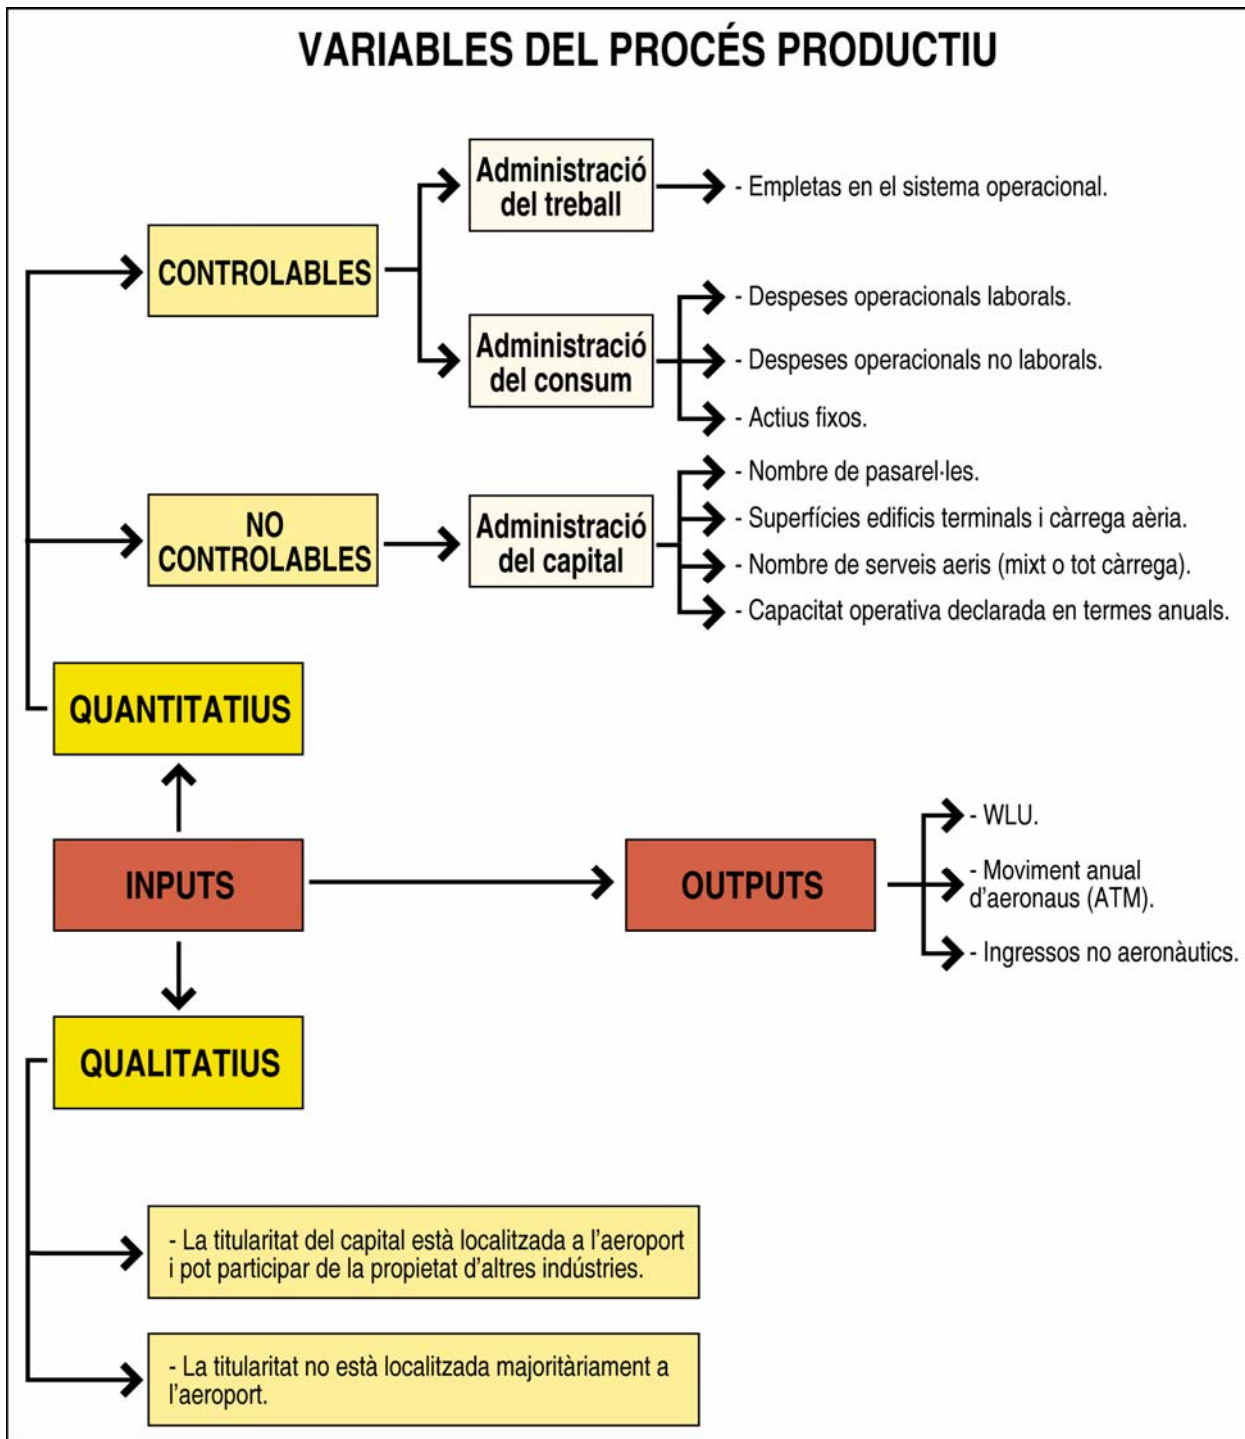 VARIABLES DEL PROCÉS PRODUCTIU
Administració
del treball
- Empletas en el sistema operacional.
CONTROLABLES
- Despeses operacionals laborals.
Administració
del consum
- Despeses operacionals no laborals.
- Actius fixos.
- Nombre de pasarel·les.
NO
CONTROLABLES
Administració
del capital
- Superfícies edificis terminals i càrrega aèria.
- Nombre de serveis aeris (mixt o tot càrrega).
- Capacitat operativa declarada en termes anuals.
QUANTITATIUS
INPUTS
OUTPUTS
- WLU.
- Moviment anual
d'aeronaus (ATM).
- Ingressos no aeronàutics.
QUALITATIUS
- La titularitat del capital està localitzada a l'aeroport
i pot participar de la propietat d'altres indústries.
- La titularitat no està localitzada majoritàriament a
l'aeroport.